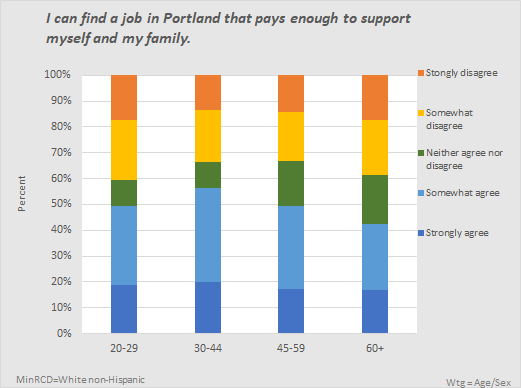 I can find a job in Portland that pays enough to support
myself and my family.
100%
90%
80%
70%
60%
50%
40%
30%
20%
10%
0%
Percent
20-29
30-44
45-59
60+
Stongly disagree
Somewhat
disagree
Neither agree nor
disagree
Somewhat agree
Strongly agree
MinRCD=White non-Hispanic
Wtg = Age/Sex